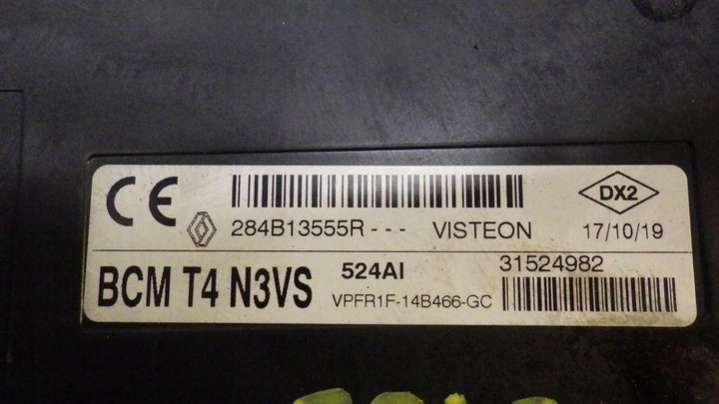 CE
284B13555R--- VISTEON
DX2
17/10/19
BCM T4 N3VS
524AI
VPFR1F-14B466-GC
31524982